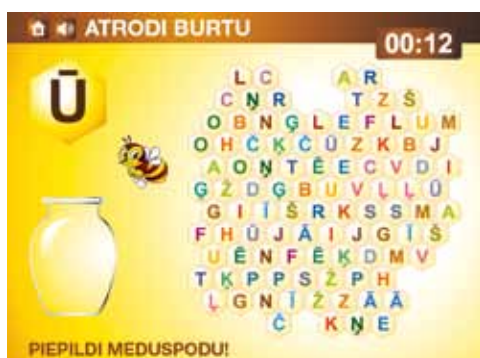 ATRODI BURTU
00:12
Ū
L C A R
C Ņ R T Z Š
O B N Ģ L E F L U M
O H Č Ķ Č Ū Z K B J
A O Ņ T Ē E C V D I
Ģ Ž D Ģ B U V Ļ Ļ Ū
G I Ī Š R K S S M A
F H Ū J Ā I J G Ī Š
U Ē N F Ē Ķ D M V
T Ķ P P S Ž P H
Ļ G N Ī Ž Z Ā Ā
Č K Ņ E
PIEPILDI MEDUSPODU!